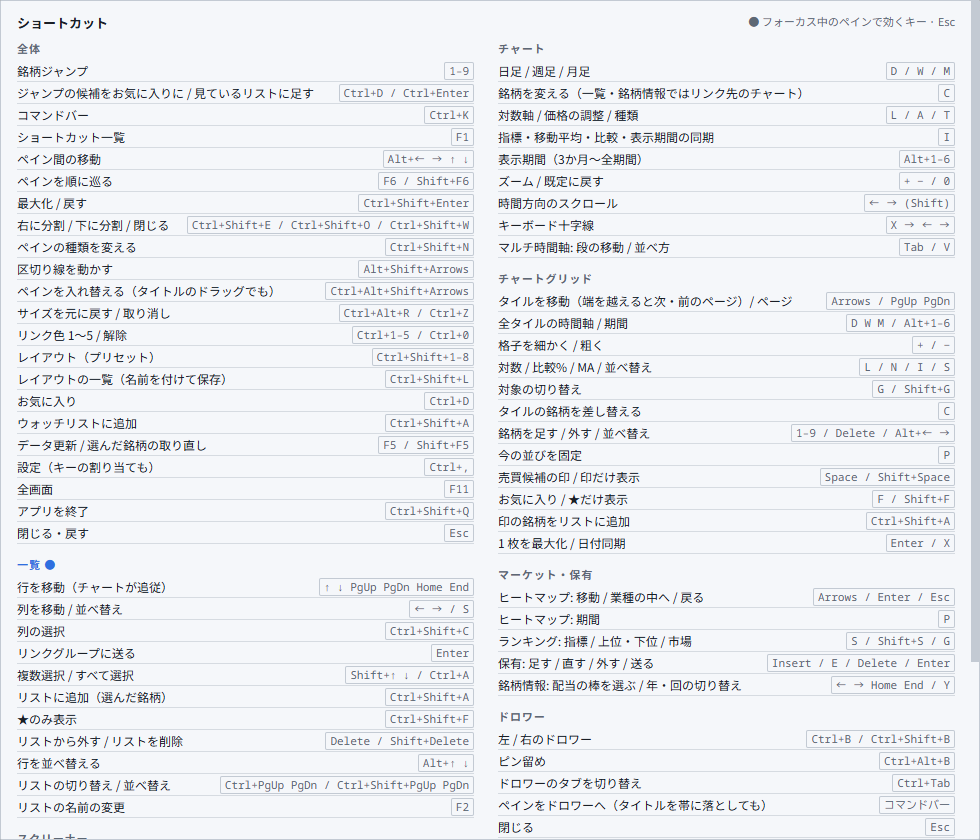 ショートカット
● フォーカス中のペインで効くキー · Esc
全体
銘柄ジャンプ 1-9
ジャンプの候補をお気に入りに / 見ているリストに足す Ctrl+D / Ctrl+Enter
コマンドバー Ctrl+K
ショートカット一覧 F1
ペイン間の移動 Alt+← → ↑ ↓
ペインを順に巡る F6 / Shift+F6
最大化 / 戻す Ctrl+Shift+Enter
右に分割 / 下に分割 / 閉じる Ctrl+Shift+E / Ctrl+Shift+O / Ctrl+Shift+W
ペインの種類を変える Ctrl+Shift+N
区切り線を動かす Alt+Shift+Arrows
ペインを入れ替える（タイトルのドラッグでも） Ctrl+Alt+Shift+Arrows
サイズを元に戻す / 取り消し Ctrl+Alt+R / Ctrl+Z
リンク色 1〜5 / 解除 Ctrl+1-5 / Ctrl+0
レイアウト（プリセット） Ctrl+Shift+1-8
レイアウトの一覧（名前を付けて保存） Ctrl+Shift+L
お気に入り Ctrl+D
ウォッチリストに追加 Ctrl+Shift+A
データ更新 / 選んだ銘柄の取り直し F5 / Shift+F5
設定（キーの割り当ても） Ctrl+,
全画面 F11
アプリを終了 Ctrl+Shift+Q
閉じる・戻す Esc
一覧 ●
行を移動（チャートが追従） ↑ ↓ PgUp PgDn Home End
列を移動 / 並べ替え ← → / S
列の選択 Ctrl+Shift+C
リンクグループに送る Enter
複数選択 / すべて選択 Shift+↑ ↓ / Ctrl+A
リストに追加（選んだ銘柄） Ctrl+Shift+A
★のみ表示 Ctrl+Shift+F
リストから外す / リストを削除 Delete / Shift+Delete
行を並べ替える Alt+↑ ↓
リストの切り替え / 並べ替え Ctrl+PgUp PgDn / Ctrl+Shift+PgUp PgDn
リストの名前の変更 F2
スクリーナー
チャート
日足 / 週足 / 月足 D / W / M
銘柄を変える（一覧・銘柄情報ではリンク先のチャート） C
対数軸 / 価格の調整 / 種類 L / A / T
指標・移動平均・比較・表示期間の同期 I
表示期間（3か月〜全期間） Alt+1-6
ズーム / 既定に戻す + − / 0
時間方向のスクロール ← → (Shift)
キーボード十字線 X → ← →
マルチ時間軸: 段の移動 / 並べ方 Tab / V
チャートグリッド
タイルを移動（端を越えると次・前のページ）/ ページ Arrows / PgUp PgDn
全タイルの時間軸 / 期間 D W M / Alt+1-6
格子を細かく / 粗く + / −
対数 / 比較% / MA / 並べ替え L / N / I / S
対象の切り替え G / Shift+G
タイルの銘柄を差し替える C
銘柄を足す / 外す / 並べ替え 1-9 / Delete / Alt+← →
今の並びを固定 P
売買候補の印 / 印だけ表示 Space / Shift+Space
お気に入り / ★だけ表示 F / Shift+F
印の銘柄をリストに追加 Ctrl+Shift+A
1 枚を最大化 / 日付同期 Enter / X
マーケット・保有
ヒートマップ: 移動 / 業種の中へ / 戻る Arrows / Enter / Esc
ヒートマップ: 期間 P
ランキング: 指標 / 上位・下位 / 市場 S / Shift+S / G
保有: 足す / 直す / 外す / 送る Insert / E / Delete / Enter
銘柄情報: 配当の棒を選ぶ / 年・回の切り替え ← → Home End / Y
ドロワー
左 / 右のドロワー Ctrl+B / Ctrl+Shift+B
ピン留め Ctrl+Alt+B
ドロワーのタブを切り替え Ctrl+Tab
ペインをドロワーへ（タイトルを帯に落としても） コマンドバー
閉じる Esc